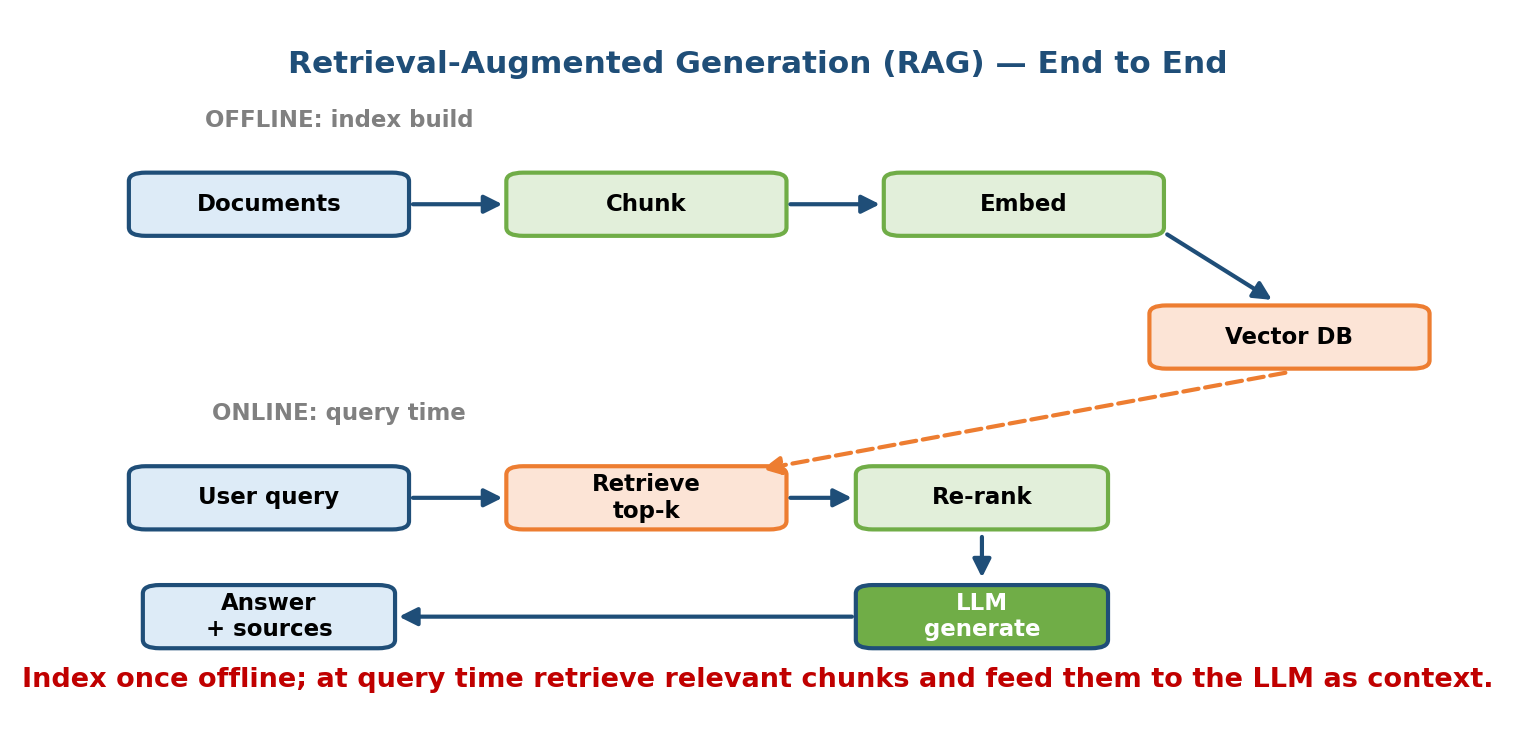 Retrieval-Augmented Generation (RAG) — End to End
OFFLINE: index build
Documents
Chunk
Embed
Vector DB
ONLINE: query time
User query
Retrieve
top-k
Re-rank
Answer
+ sources
LLM
generate
Index once offline; at query time retrieve relevant chunks and feed them to the LLM as context.